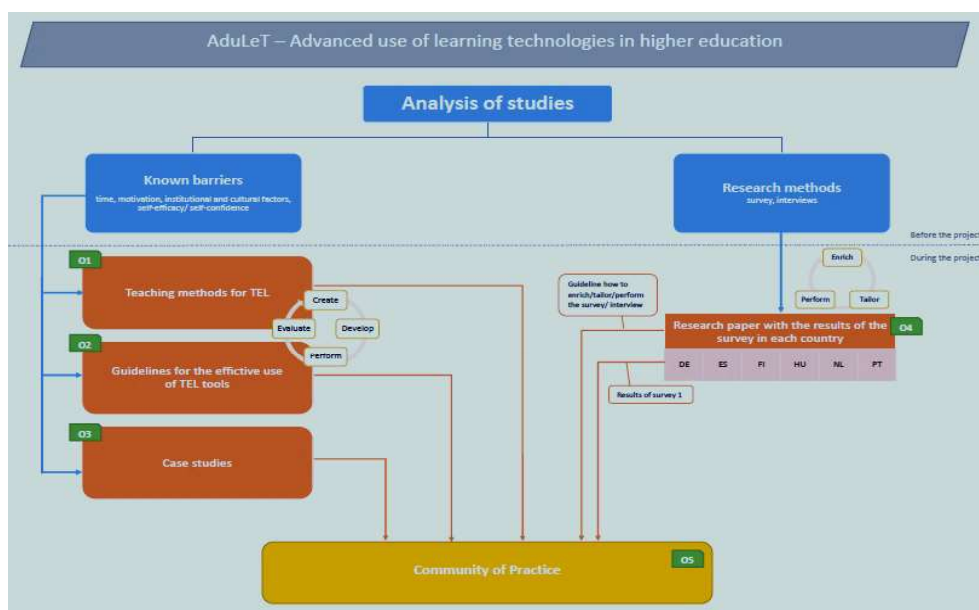 AduLeT – Advanced use of learning technologies in higher education
Analysis of studies
Known barriers
time, motivation, institutional and cultural factors,
self-efficacy/ self-confidence
Research methods
survey, interviews
Before the project
During the project
O1
Teaching methods for TEL
Create
Evaluate
Develop
Perform
O2
Guidelines for the effictive use
of TEL tools
O3
Case studies
Guideline how to
enrich/tailor/perform
the survey/ interview
Enrich
Perform
Tailor
Research paper with the results of the
survey in each country
O4
DE ES FI HU NL PT
Results of survey 1
Community of Practice
O5